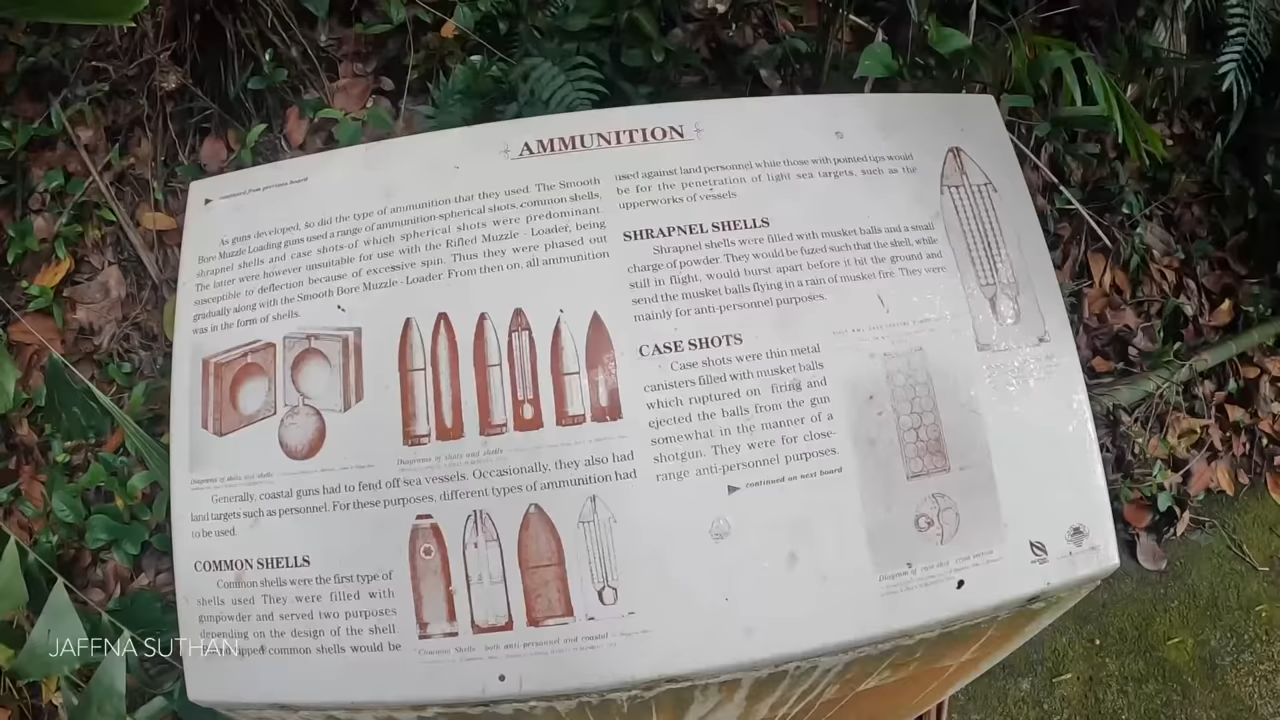 AMMUNITION
continued from previous board
As guns developed, so did the type of ammunition that they used. The Smooth
Bore Muzzle Loading guns used a range of ammunition-spherical shots, common shells,
shrapnel shells and case shots-of which spherical shots were predominant.
The latter were however unsuitable for use with the Rifled Muzzle - Loader, being
susceptible to deflection because of excessive spin. Thus they were phased out
gradually along with the Smooth Bore Muzzle - Loader. From then on, all ammunition
was in the form of shells.
Diagrams of shells and shells
Diagrams of shots and shells
Generally, coastal guns had to fend off sea vessels. Occasionally, they also had
land targets such as personnel. For these purposes, different types of ammunition had
to be used.
COMMON SHELLS
Common shells were the first type of
shells used They were filled with
gunpowder and served two purposes
depending on the design of the shell.
common shells would be
Common Shells both anti-personnel and coastal
used against land personnel while those with pointed tips would
be for the penetration of light sea targets, such as the
upperworks of vessels
SHRAPNEL SHELLS
Shrapnel shells were filled with musket balls and a small
charge of powder. They would be fuzed such that the shell, while
still in flight, would burst apart before it hit the ground and
send the musket balls flying in a rain of musket fire. They were
mainly for anti-personnel purposes.
CASE SHOTS
Case shots were thin metal
canisters filled with musket balls
which ruptured on firing and
ejected the balls from the gun
somewhat in the manner of a
shotgun. They were for close-
range anti-personnel purposes.
continued on next board
Diagram of case shot cross section
JAFFNA SUTHAN